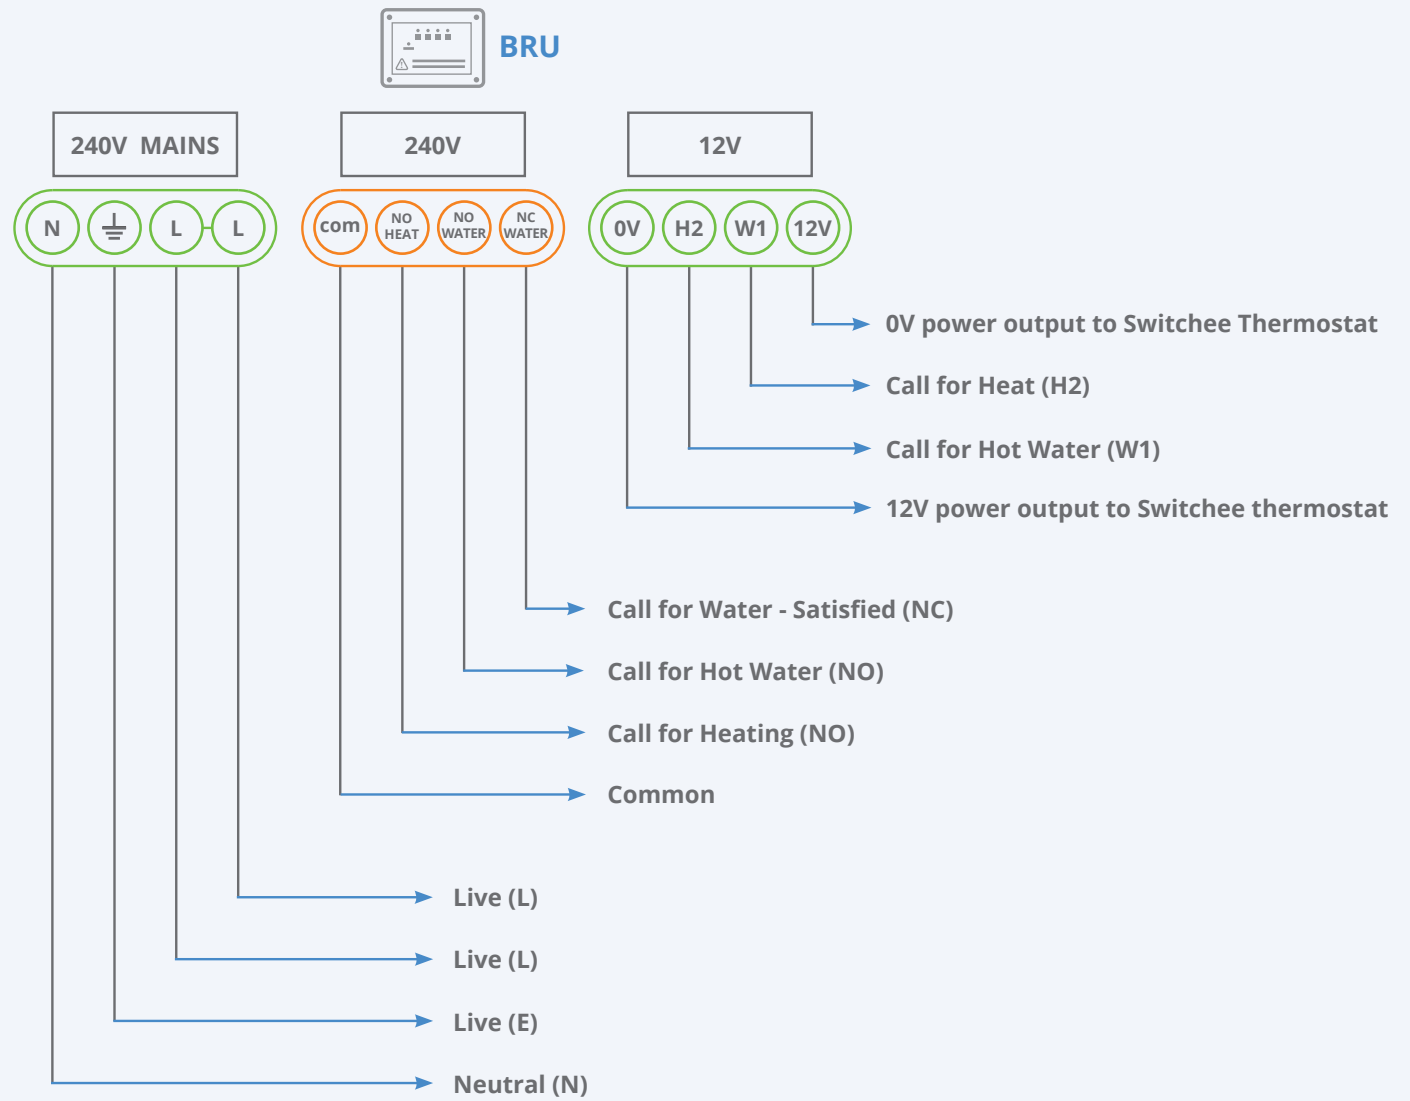 BRU
240V MAINS
240V
12V
N
L
L
com
NO
HEAT
NO
WATER
NC
WATER
0V
H2
W1
12V
0V power output to Switchee Thermostat
Call for Heat (H2)
Call for Hot Water (W1)
12V power output to Switchee thermostat
Call for Water - Satisfied (NC)
Call for Hot Water (NO)
Call for Heating (NO)
Common
Live (L)
Live (L)
Live (E)
Neutral (N)